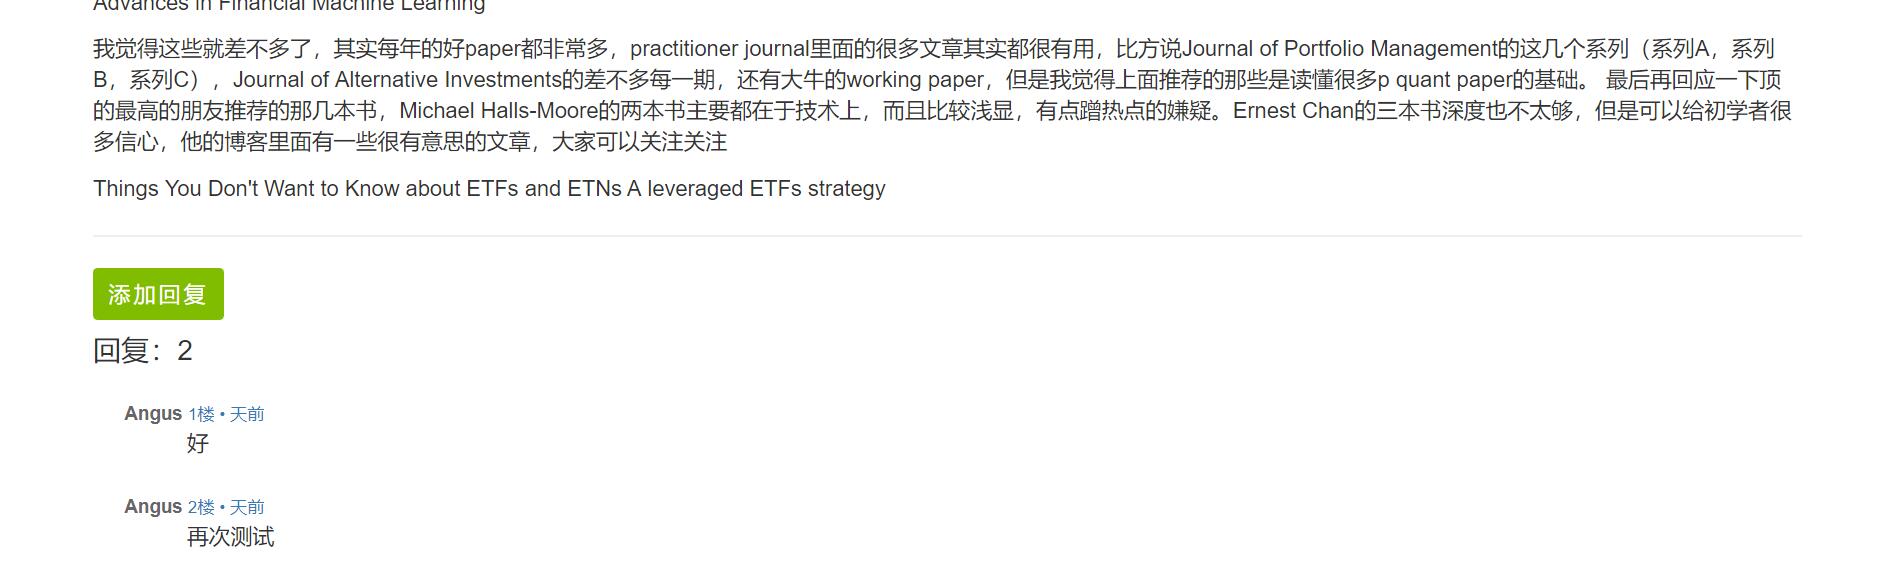 Advances in Financial Machine Learning
我觉得这些就差不多了，其实每年的好paper都非常多，practitioner journal里面的很多文章其实都很有用，比方说Journal of Portfolio Management的这几个系列（系列A，系列
B，系列C），Journal of Alternative Investments的差不多每一期，还有大牛的working paper，但是我觉得上面推荐的那些是读懂很多p quant paper的基础。 最后再回应一下顶
的最高的朋友推荐的那几本书，Michael Halls-Moore的两本书主要都在于技术上，而且比较浅显，有点蹭热点的嫌疑。Ernest Chan的三本书深度也不太够，但是可以给初学者很
多信心，他的博客里面有一些很有意思的文章，大家可以关注关注
Things You Don't Want to Know about ETFs and ETNs A leveraged ETFs strategy
添加回复
回复：2
Angus 1楼 • 天前
好
Angus 2楼 • 天前
再次测试